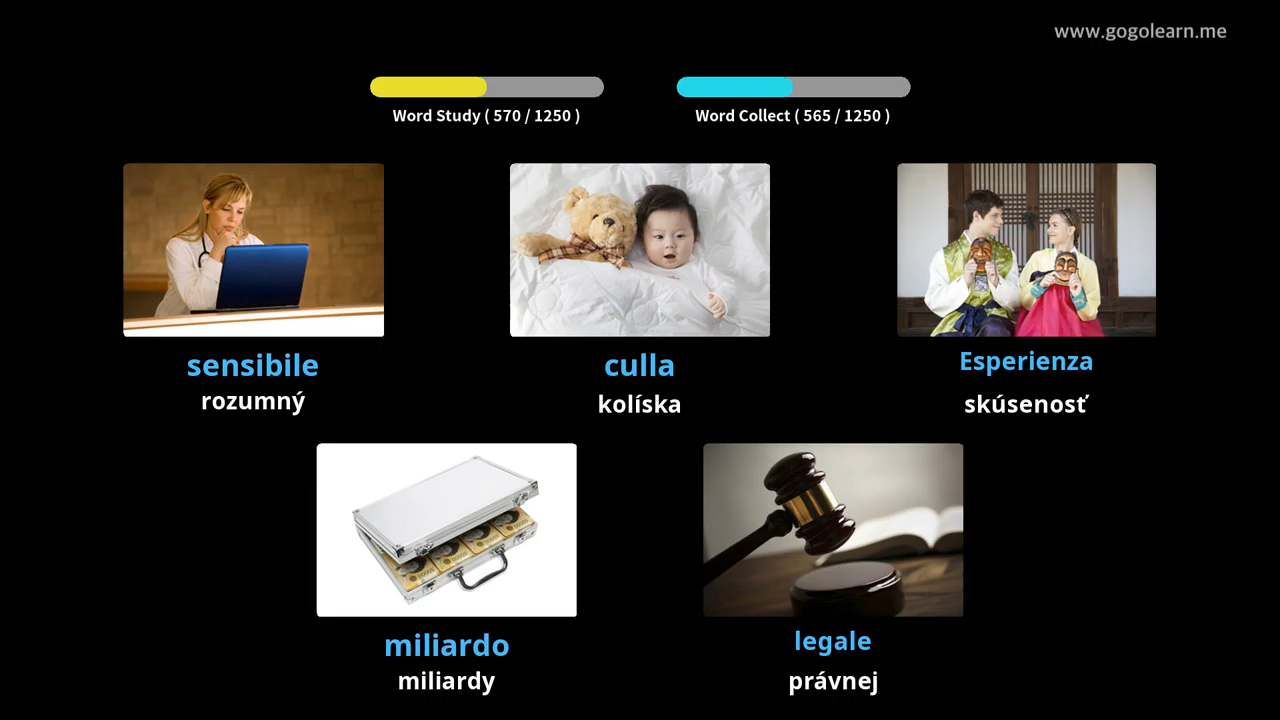 www.gogolearn.me
Word Study ( 570 / 1250 )
Word Collect ( 565 / 1250 )
sensibile
rozumný
culla
kolíska
Esperienza
skúsenosť
miliardo
miliardy
legale
právnej